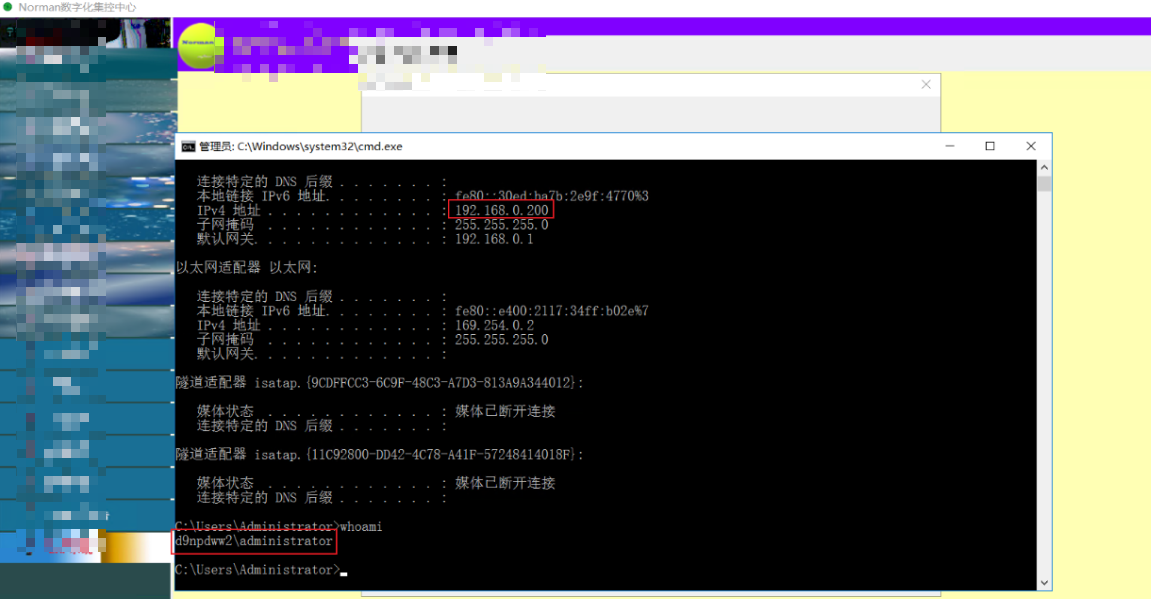 Norman数字化集控中心
Norman
管理员: C:\Windows\system32\cmd.exe
连接特定的 DNS 后缀 . . . . . . . :
本地链接 IPv6 地址. . . . . . . . : fe80::30ed:ba7b:2e9f:4770%3
IPv4 地址 . . . . . . . . . . . . : 192.168.0.200
子网掩码 . . . . . . . . . . . . : 255.255.255.0
默认网关. . . . . . . . . . . . . : 192.168.0.1
以太网适配器 以太网:
连接特定的 DNS 后缀 . . . . . . . :
本地链接 IPv6 地址. . . . . . . . : fe80::e400:2117:34ff:b02e%7
IPv4 地址 . . . . . . . . . . . . : 169.254.0.2
子网掩码 . . . . . . . . . . . . : 255.255.255.0
默认网关. . . . . . . . . . . . . :
隧道适配器 isatap.{9CDFFCC3-6C9F-48C3-A7D3-813A9A344012}:
媒体状态 . . . . . . . . . . . . : 媒体已断开连接
连接特定的 DNS 后缀 . . . . . . . :
隧道适配器 isatap.{11C92800-DD42-4C78-A41F-57248414018F}:
媒体状态 . . . . . . . . . . . . : 媒体已断开连接
连接特定的 DNS 后缀 . . . . . . . :
C:\Users\Administrator>whoami
d9npdww2\administrator
C:\Users\Administrator>